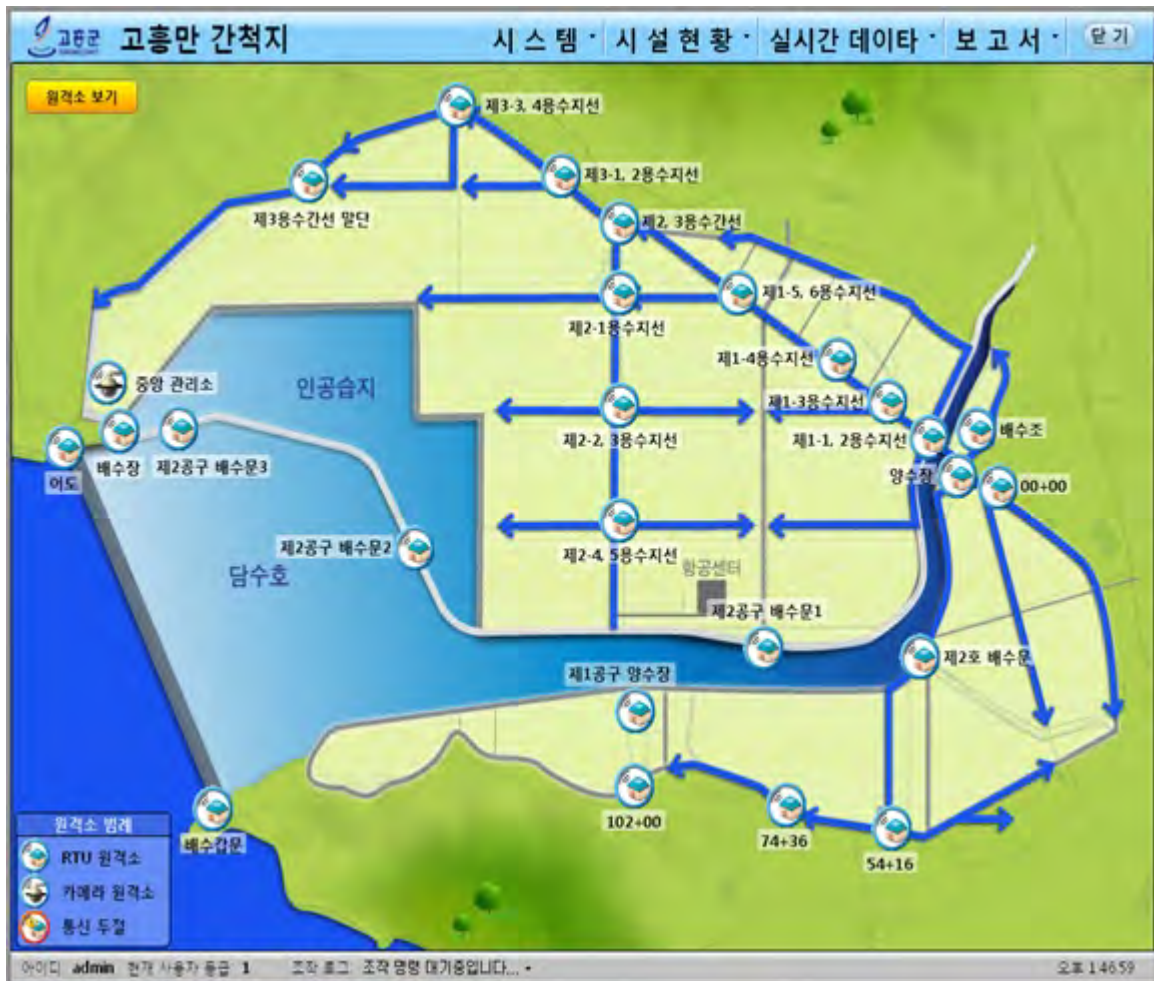 고흥군 고흥만 간척지 시스템 · 시설현황 · 실시간 데이타 · 보고서 · 닫기
원격소 보기
제3-3, 4용수지선
제3-1, 2용수지선
제3용수간선 말단
제2, 3용수간선
제1-5, 6용수지선
제2-1용수지선
제1-4용수지선
중앙 관리소
인공습지
제1-3용수지선
배수조
제2-2, 3용수지선
제1-1, 2용수지선
배수장
제2공구 배수문3
양수장
어도
00+00
제2공구 배수문2
제2-4, 5용수지선
항공센터
담수호
제2공구 배수문1
제2호 배수문
제1공구 양수장
102+00
원격소 범례
74+36
배수갑문
RTU 원격소
54+16
카메라 원격소
통신 두절
아이디 admin 현재 사용자 등급 1 조작 로그 조작 명령 대기중입니다... 오후 1:46:59